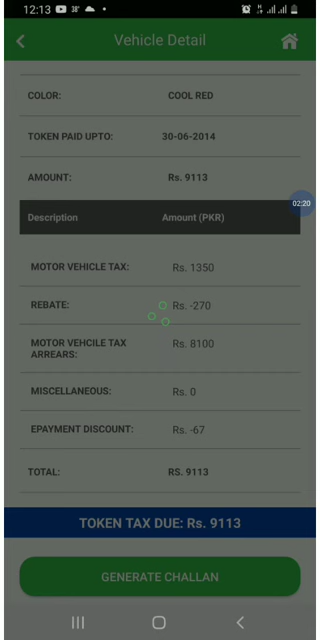 12:13 38°
Vehicle Detail
COLOR: COOL RED
TOKEN PAID UPTO: 30-06-2014
AMOUNT: Rs. 9113
02:20
Description Amount (PKR)
MOTOR VEHICLE TAX: Rs. 1350
REBATE: Rs. -270
MOTOR VEHCILE TAX ARREARS: Rs. 8100
MISCELLANEOUS: Rs. 0
EPAYMENT DISCOUNT: Rs. -67
TOTAL: RS. 9113
TOKEN TAX DUE: Rs. 9113
GENERATE CHALLAN